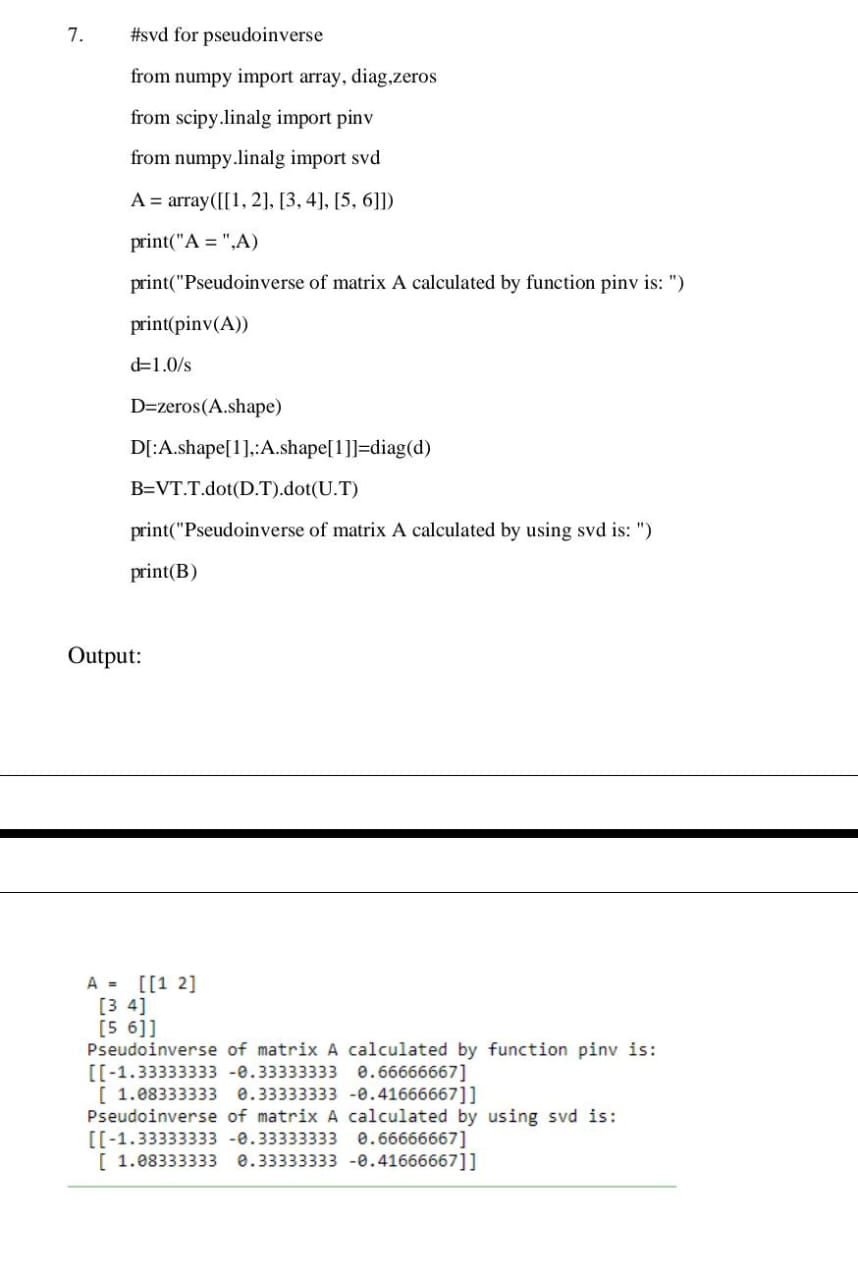 7. #svd for pseudoinverse
from numpy import array, diag,zeros
from scipy.linalg import pinv
from numpy.linalg import svd
A = array([[1, 2], [3, 4], [5, 6]])
print("A = ",A)
print("Pseudoinverse of matrix A calculated by function pinv is: ")
print(pinv(A))
d=1.0/s
D=zeros(A.shape)
D[:A.shape[1],:A.shape[1]]=diag(d)
B=VT.T.dot(D.T).dot(U.T)
print("Pseudoinverse of matrix A calculated by using svd is: ")
print(B)
Output:
A =  [[1 2]
 [3 4]
 [5 6]]
Pseudoinverse of matrix A calculated by function pinv is:
[[-1.33333333 -0.33333333  0.66666667]
 [ 1.08333333  0.33333333 -0.41666667]]
Pseudoinverse of matrix A calculated by using svd is:
[[-1.33333333 -0.33333333  0.66666667]
 [ 1.08333333  0.33333333 -0.41666667]]